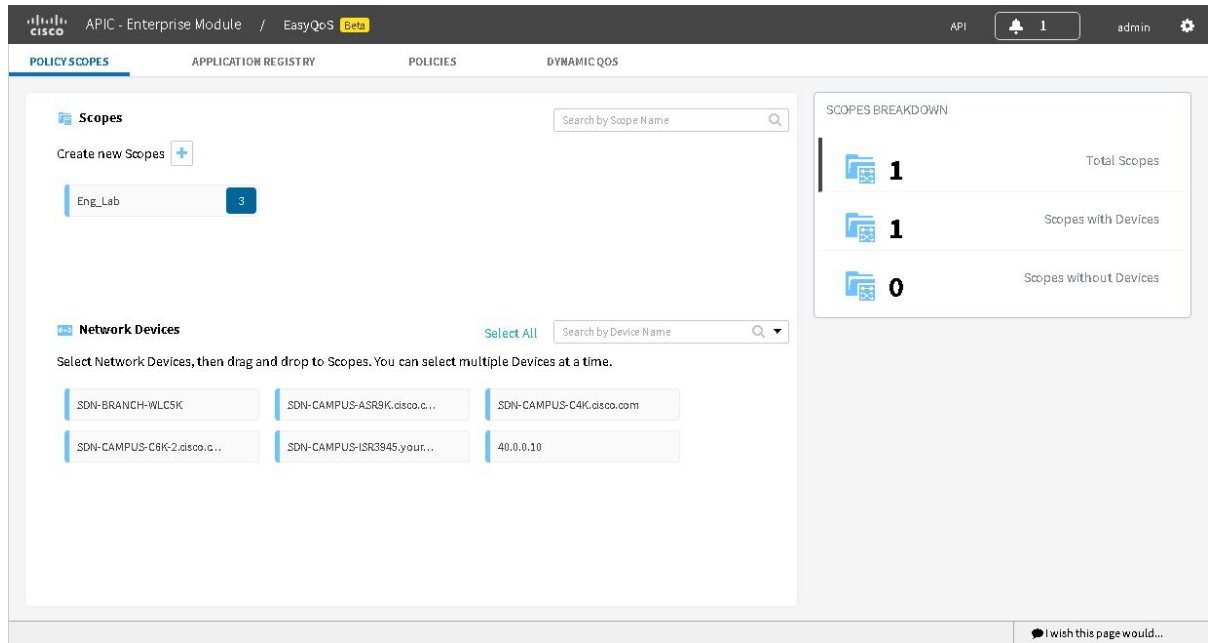 cisco APIC - Enterprise Module / EasyQoS Beta API 1 admin
POLICY SCOPES APPLICATION REGISTRY POLICIES DYNAMIC QOS
Scopes
Search by Scope Name
Create new Scopes +
Eng_Lab 3
Network Devices
Select All
Search by Device Name
Select Network Devices, then drag and drop to Scopes. You can select multiple Devices at a time.
SDN-BRANCH-WLC5K SDN-CAMPUS-ASR9K.cisco.c... SDN-CAMPUS-C4K.cisco.com
SDN-CAMPUS-C6K-2.cisco.c... SDN-CAMPUS-ISR3945.your... 40.0.0.10
SCOPES BREAKDOWN
1 Total Scopes
1 Scopes with Devices
0 Scopes without Devices
I wish this page would...